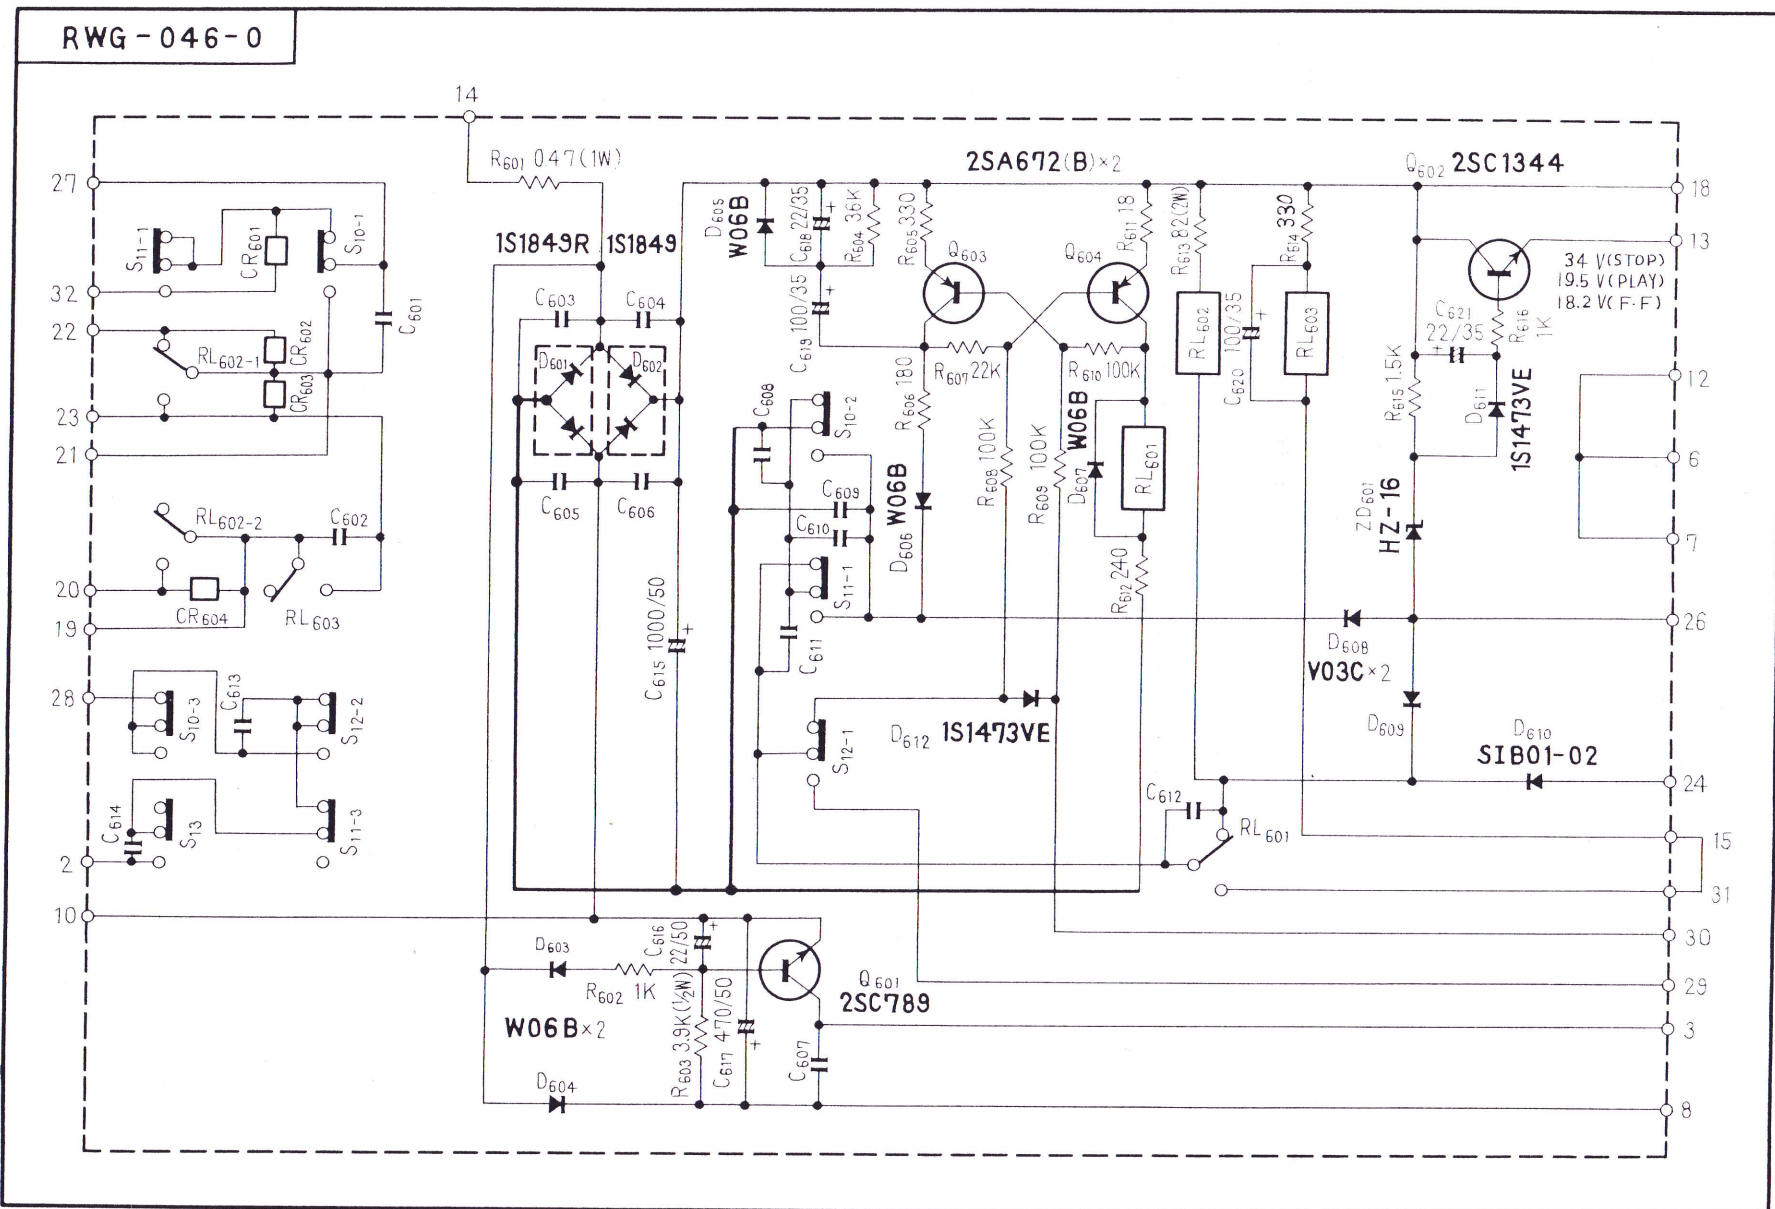 RWG-046-0
14
R601 0.47(1W)
2SA672(B)×2
Q602 2SC1344
27
18
D605
W06B
C618 22/35
+
R604 36K
R605 330
R611 18
R613 82(2W)
R614 330
S11-1
CR601
S10-1
1S1849R
1S1849
Q603
Q604
13
34 V(STOP)
19.5 V(PLAY)
18.2 V(F·F)
32
C601
C603
C604
C619 100/35
+
RL602
C620 100/35
+
RL603
C621
22/35
+
R616
1K
22
CR602
RL602-1
CR603
D601
D602
R607 22K
R610 100K
R615 1.5K
D611
1S1473VE
12
23
C608
S10-2
R606 180
W06B
21
R608 100K
R609 100K
D607
RL601
6
C605
C606
C609
C610
D606
W06B
ZD601
HZ-16
RL602-2
C602
7
20
CR604
RL603
S11-1
R612 240
19
C615 1000/50
+
C611
D608
V03C×2
26
28
S10-3
C613
S12-2
D612
1S1473VE
S12-1
D609
D610
SIB01-02
24
C614
S13
S11-3
C612
RL601
15
2
31
10
C616
22/50
+
30
D603
R602 1K
Q601
2SC789
29
W06B×2
R603 3.9K(½W)
C617 470/50
+
C607
3
D604
8